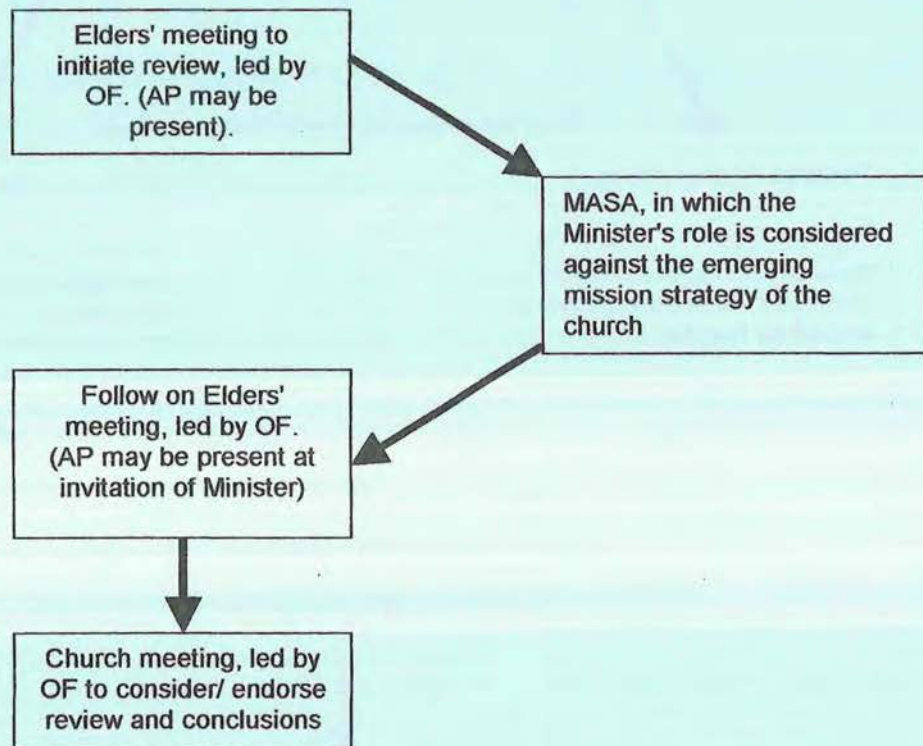 Elders' meeting to
initiate review, led by
OF. (AP may be
present).
MASA, in which the
Minister's role is considered
against the emerging
mission strategy of the
church
Follow on Elders'
meeting, led by OF.
(AP may be present at
invitation of Minister)
Church meeting, led by
OF to consider/ endorse
review and conclusions